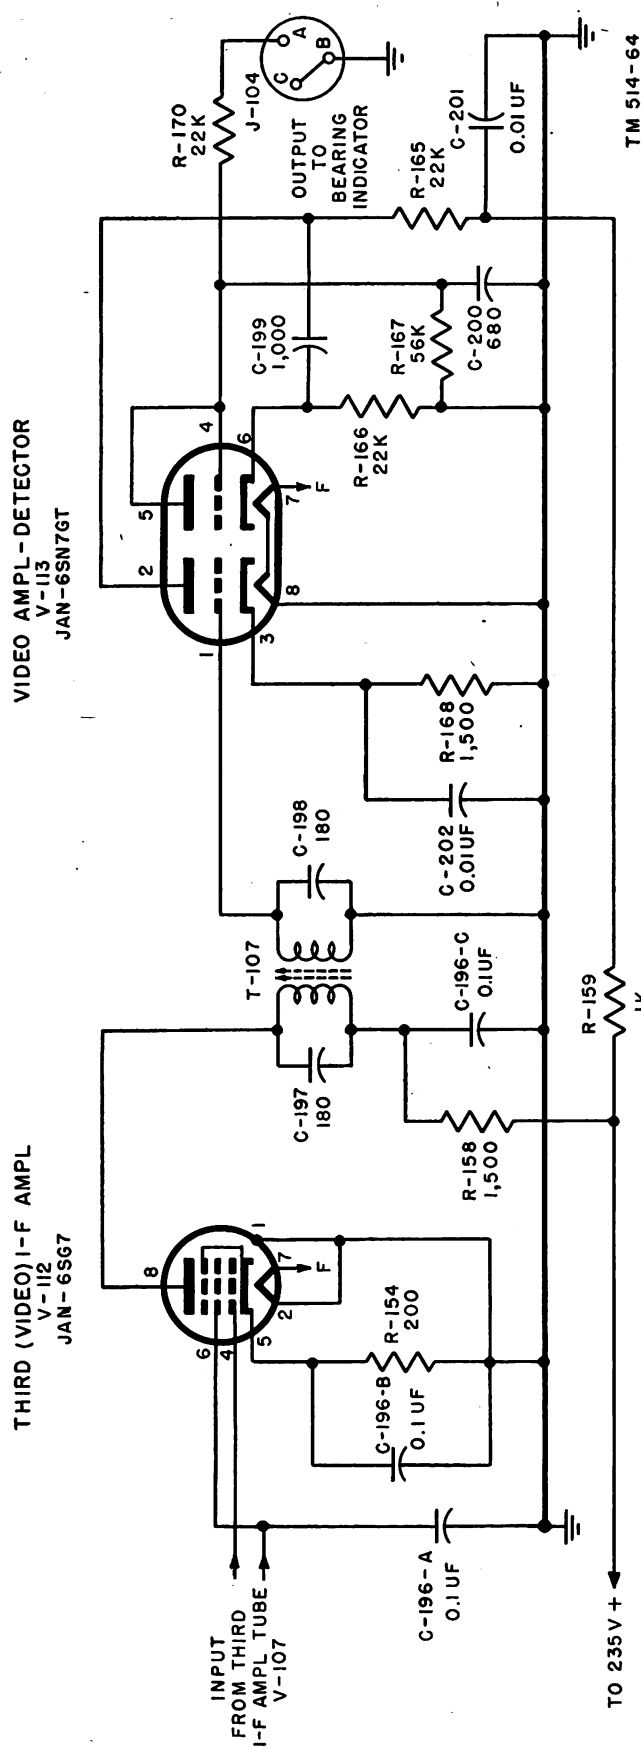 THIRD (VIDEO) I-F AMPL
V-112
JAN-6SG7
VIDEO AMPL-DETECTOR
V-113
JAN-6SN7GT
INPUT
FROM THIRD
I-F AMPL TUBE
V-107
6
4
5
8
1
7
2
F
C-196-A
0.1UF
C-196-B
0.1UF
R-154
200
C-197
180
T-107
C-198
180
R-158
1,500
C-196-C
0.1UF
C-202
0.01UF
R-168
1,500
1
2
5
4
3
8
7
6
F
C-199
1,000
R-166
22K
R-167
56K
C-200
680
R-170
22K
J-104
A
B
C
OUTPUT
TO
BEARING
INDICATOR
R-165
22K
C-201
0.01UF
R-159
1K
TO 235V+
TM 514-64